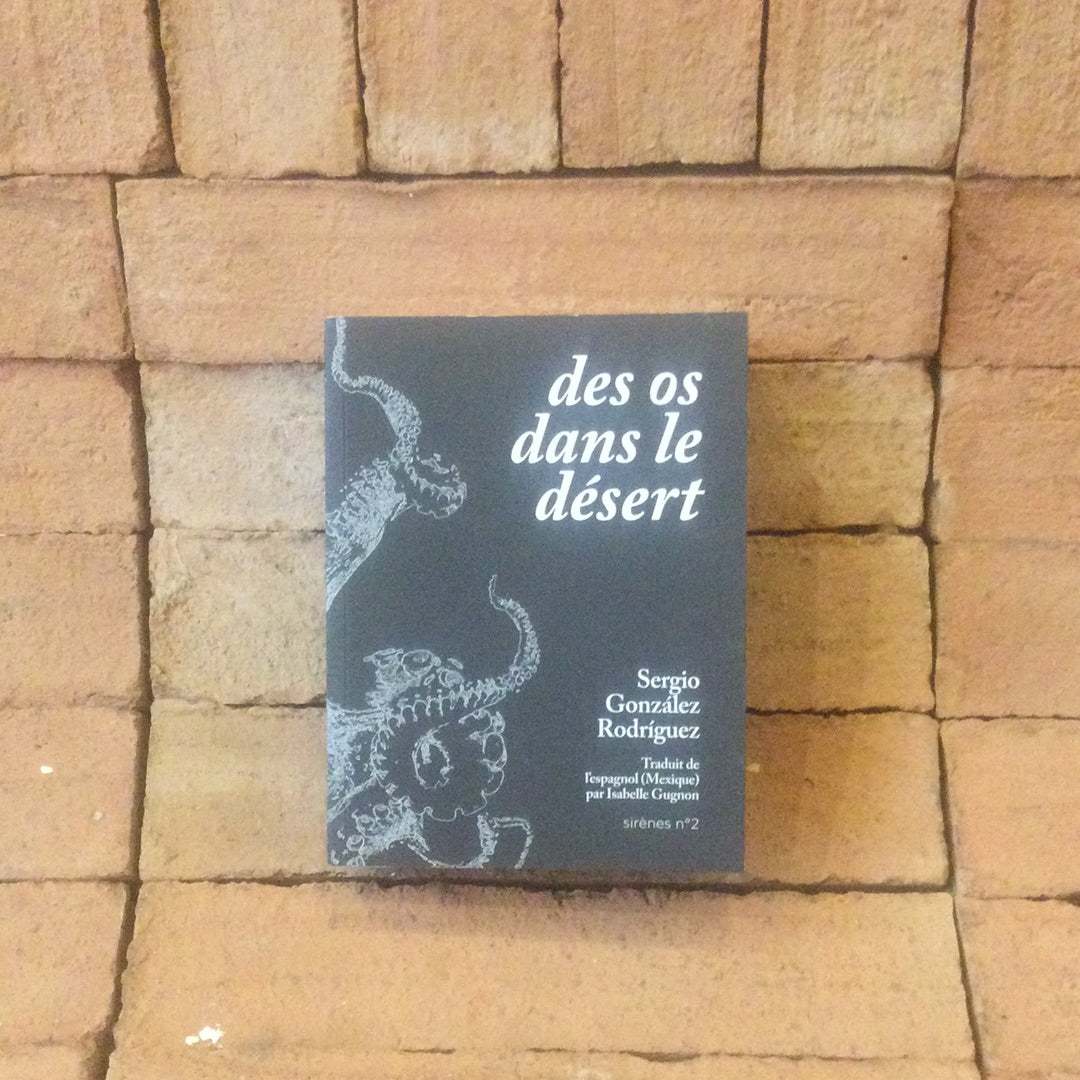 des os
dans le
désert
Sergio
González
Rodríguez
Traduit de
l'espagnol (Mexique)
par Isabelle Gugnon
sirènes n°2